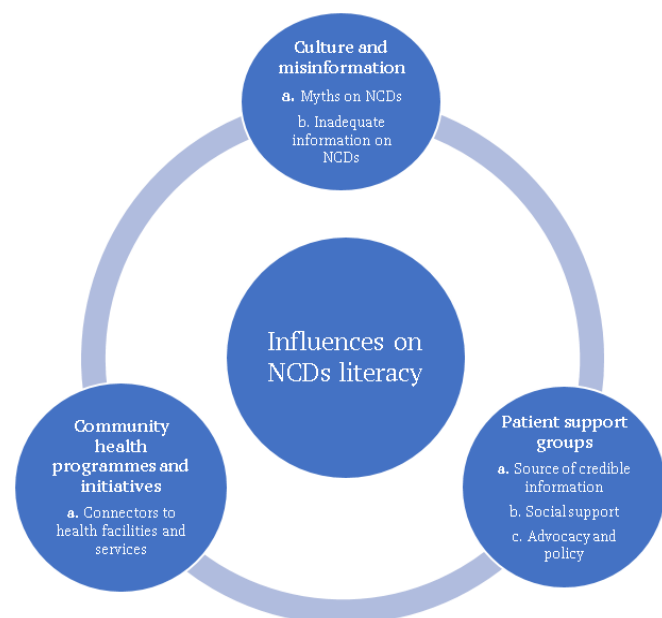 Culture and
misinformation
a. Myths on NCDs
b. Inadequate
information on
NCDs
Influences on
NCDs literacy
Community
health
programmes and
initiatives
a. Connectors to
health facilities and
services
Patient support
groups
a. Source of credible
information
b. Social support
c. Advocacy and
policy